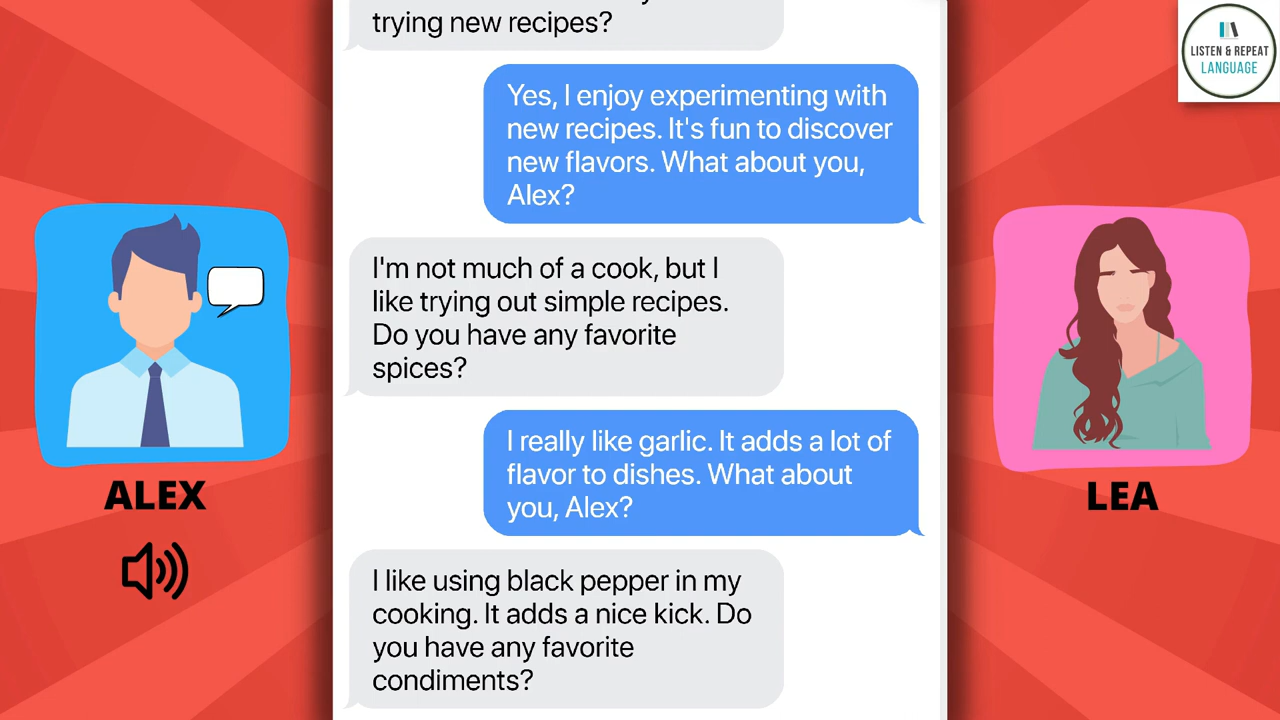 trying new recipes?
LISTEN & REPEAT
LANGUAGE
Yes, I enjoy experimenting with
new recipes. It's fun to discover
new flavors. What about you,
Alex?
I'm not much of a cook, but I
like trying out simple recipes.
Do you have any favorite
spices?
I really like garlic. It adds a lot of
flavor to dishes. What about
you, Alex?
ALEX
LEA
I like using black pepper in my
cooking. It adds a nice kick. Do
you have any favorite
condiments?